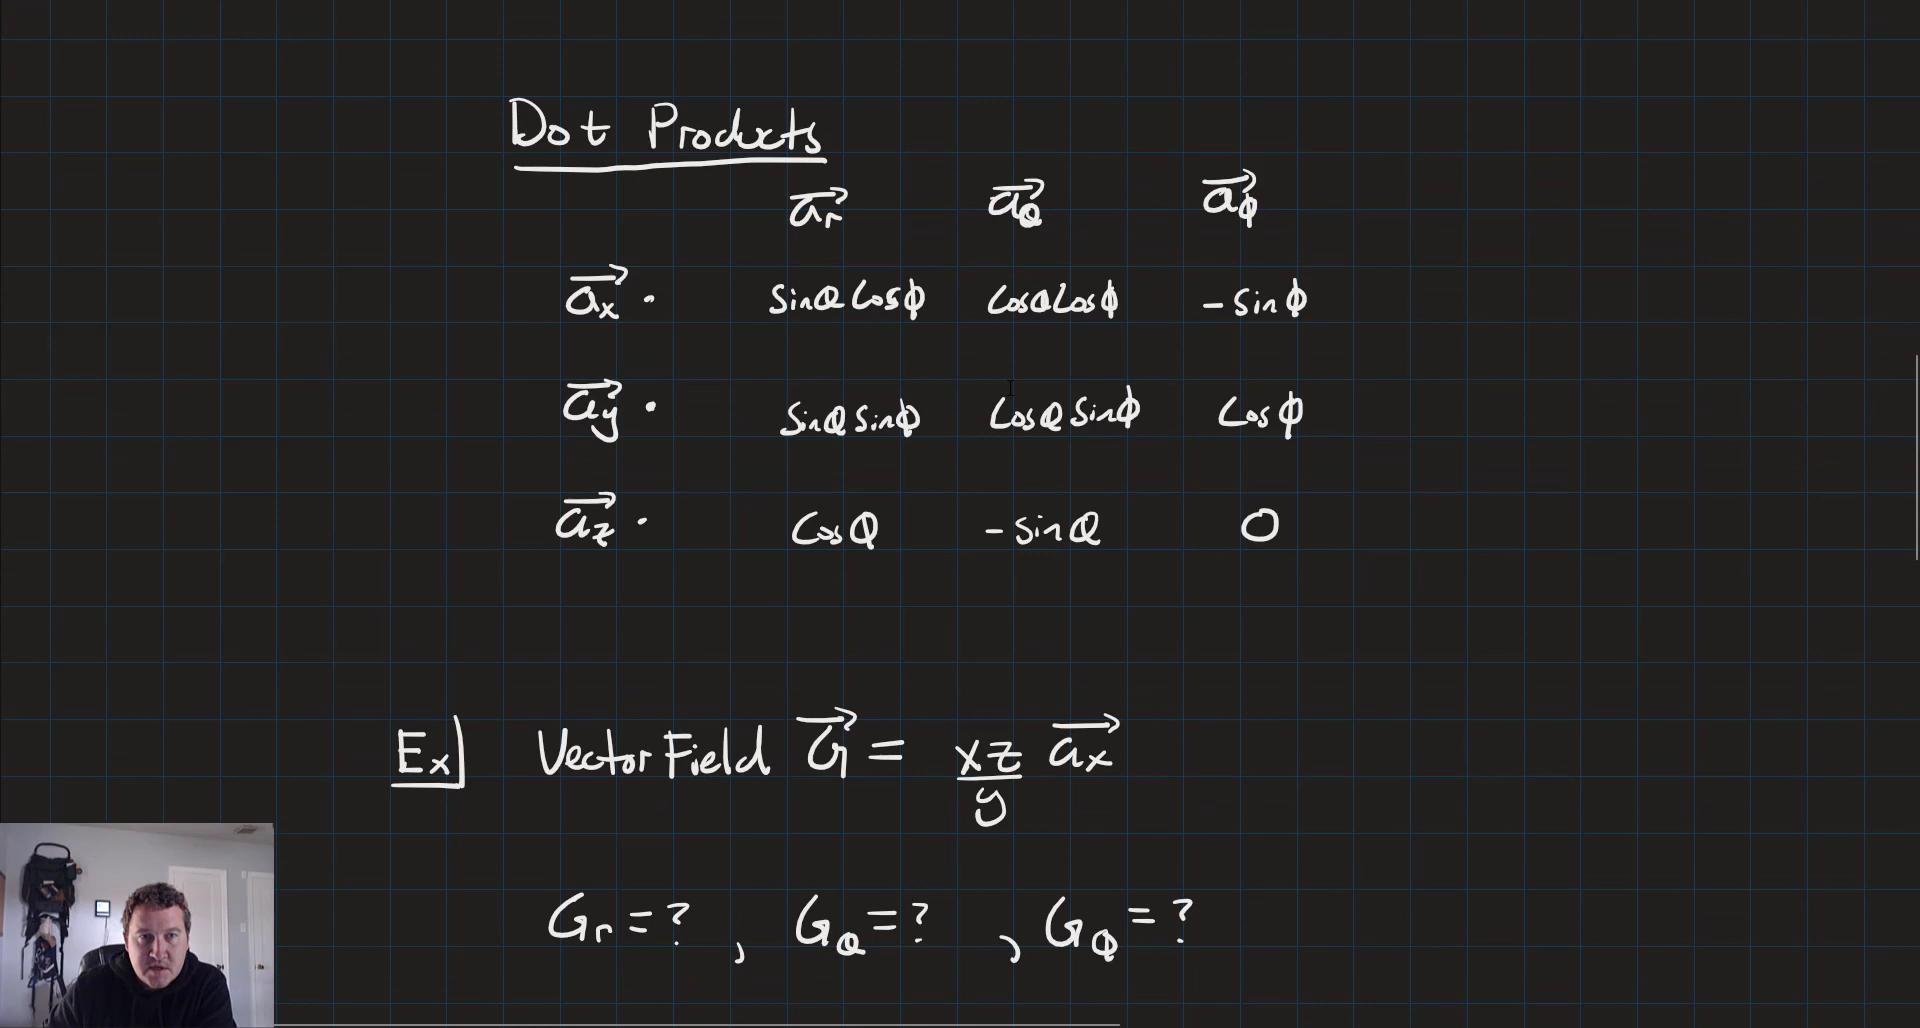 Dot Products
a⃗r a⃗θ a⃗ϕ
a⃗x · sinθ cosϕ cosθ cosϕ -sinϕ
a⃗y · sinθ sinϕ cosθ sinϕ cosϕ
a⃗z · cosθ -sinθ 0
Ex] Vector Field G⃗ = xz/y a⃗x
Gr = ? , Gθ = ? , Gϕ = ?